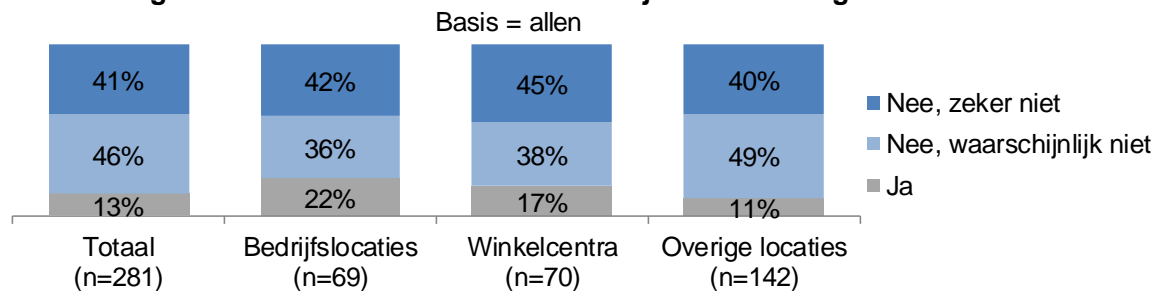 Basis = allen
41% 42% 45% 40%
46% 36% 38% 49%
13% 22% 17% 11%
Nee, zeker niet
Nee, waarschijnlijk niet
Ja
Totaal Bedrijfslocaties Winkelcentra Overige locaties
(n=281) (n=69) (n=70) (n=142)